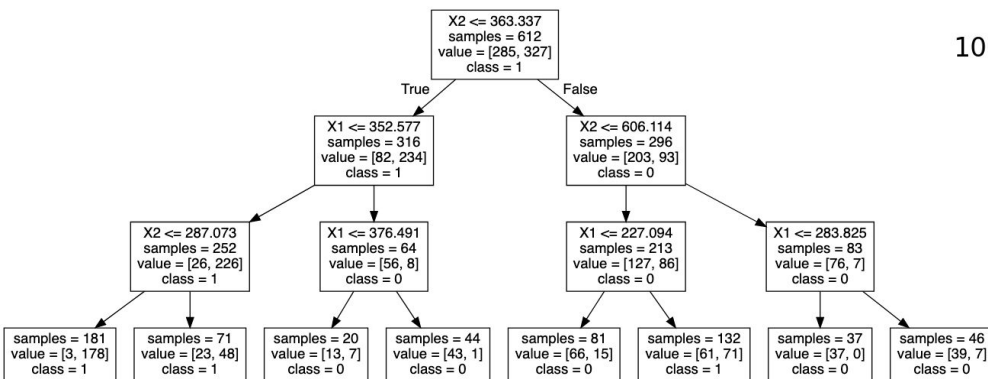 X2 <= 363.337
samples = 612
value = [285, 327]
class = 1
10
True
False
X1 <= 352.577
samples = 316
value = [82, 234]
class = 1
X2 <= 606.114
samples = 296
value = [203, 93]
class = 0
X2 <= 287.073
samples = 252
value = [26, 226]
class = 1
X1 <= 376.491
samples = 64
value = [56, 8]
class = 0
X1 <= 227.094
samples = 213
value = [127, 86]
class = 0
X1 <= 283.825
samples = 83
value = [76, 7]
class = 0
samples = 181
value = [3, 178]
class = 1
samples = 71
value = [23, 48]
class = 1
samples = 20
value = [13, 7]
class = 0
samples = 44
value = [43, 1]
class = 0
samples = 81
value = [66, 15]
class = 0
samples = 132
value = [61, 71]
class = 1
samples = 37
value = [37, 0]
class = 0
samples = 46
value = [39, 7]
class = 0